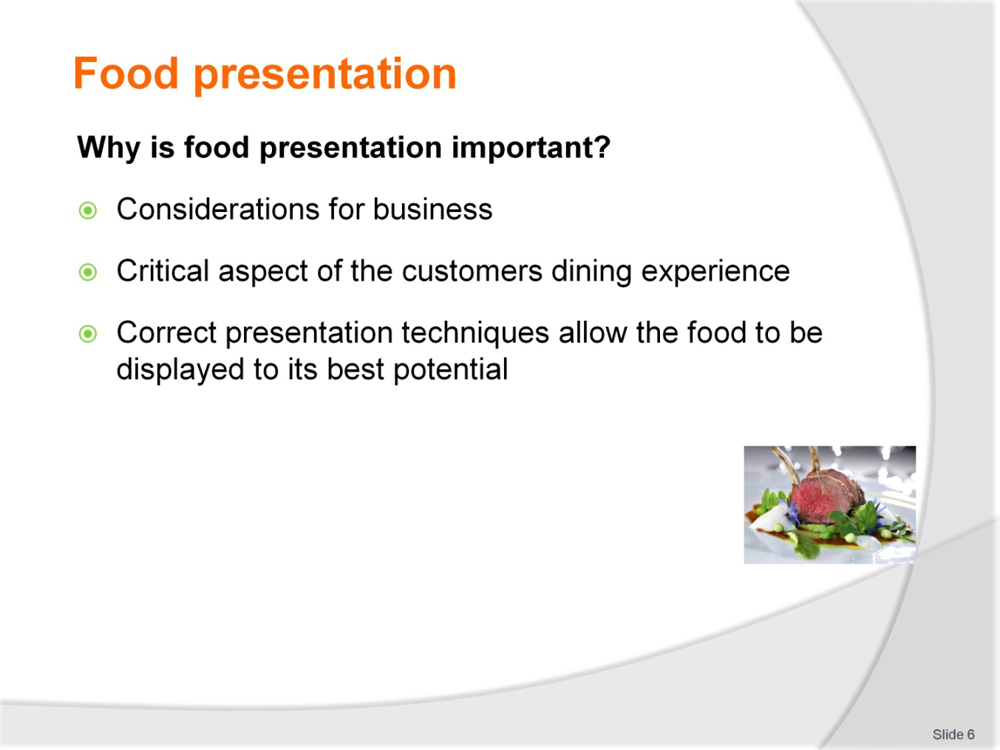 Food presentation
Why is food presentation important?
Considerations for business
Critical aspect of the customers dining experience
Correct presentation techniques allow the food to be
displayed to its best potential
Slide 6